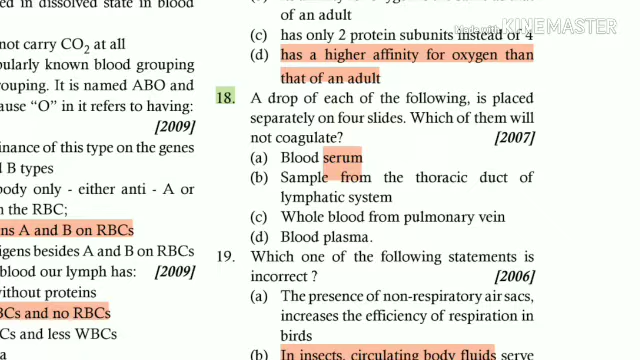 ed in dissolved state in blood
not carry CO2 at all
pularly known blood grouping
rouping. It is named ABO and
ause "O" in it refers to having:
[2009]
inance of this type on the genes
d B types
body only - either anti - A or
n the RBC;
ns A and B on RBCs
igens besides A and B on RBCs
blood our lymph has:
[2009]
without proteins
BCs and no RBCs
Cs and less WBCs
a
of an adult
(c) has only 2 protein subunits instead of 4
(d) has a higher affinity for oxygen than
that of an adult
18. A drop of each of the following, is placed
separately on four slides. Which of them will
not coagulate? [2007]
(a) Blood serum
(b) Sample from the thoracic duct of
lymphatic system
(c) Whole blood from pulmonary vein
(d) Blood plasma.
19. Which one of the following statements is
incorrect ? [2006]
(a) The presence of non-respiratory air sacs,
increases the efficiency of respiration in
birds
(b) In insects, circulating body fluids serve
Made with KINEMASTER